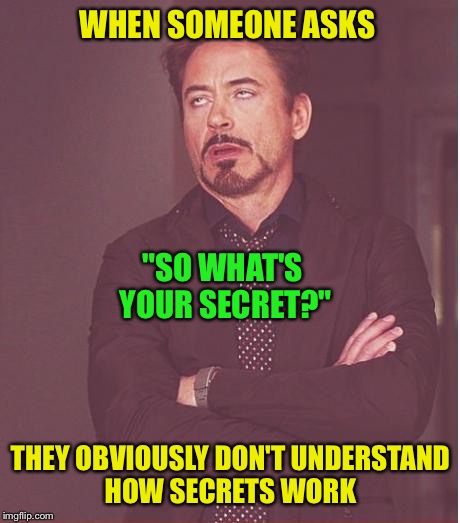 WHEN SOMEONE ASKS
"SO WHAT'S
YOUR SECRET?"
THEY OBVIOUSLY DON'T UNDERSTAND
HOW SECRETS WORK
imgflip.com